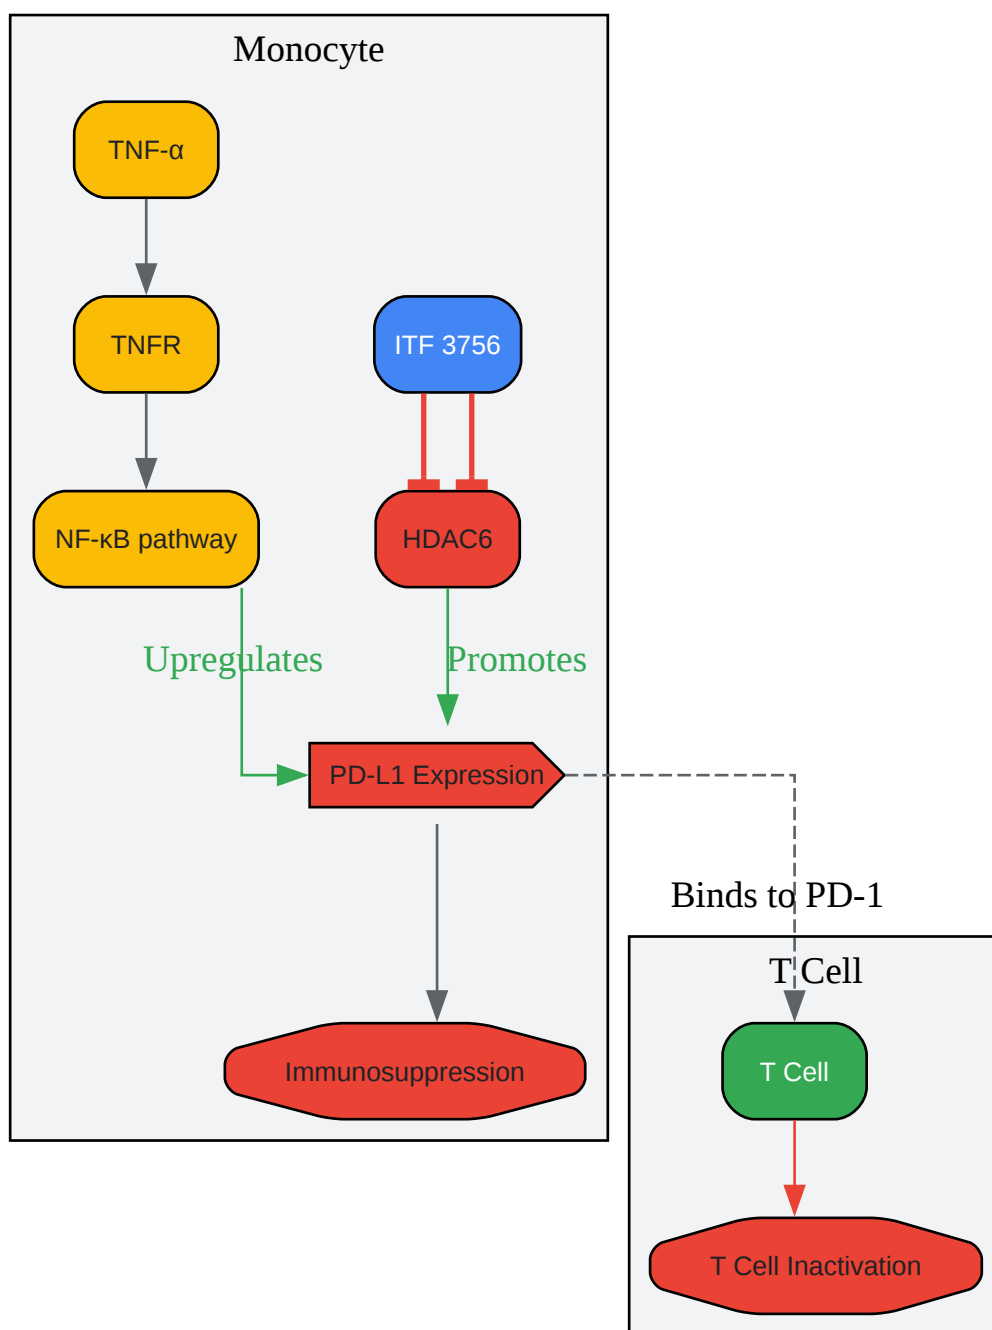 Monocyte
TNF-α
TNFR
ITF 3756
NF-κB pathway
HDAC6
Upregulates
Promotes
PD-L1 Expression
Binds to PD-1
T Cell
Immunosuppression
T Cell
T Cell Inactivation